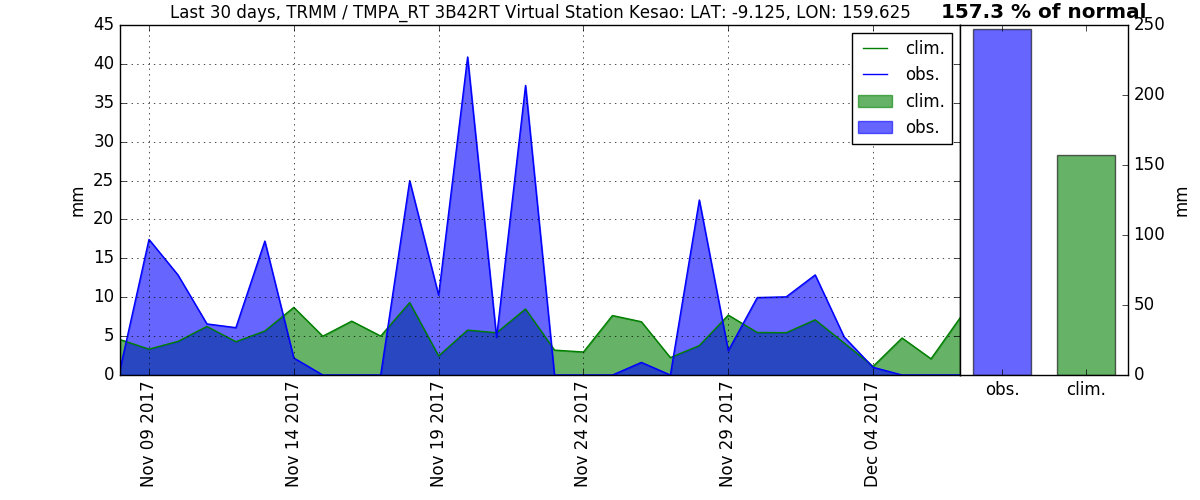 Last 30 days, TRMM / TMPA_RT 3B42RT Virtual Station Kesao: LAT: -9.125, LON: 159.625
157.3 % of normal
45
40
35
30
25
20
15
10
5
0
mm
clim.
obs.
clim.
obs.
250
200
150
100
50
0
mm
obs.
clim.
Nov 09 2017
Nov 14 2017
Nov 19 2017
Nov 24 2017
Nov 29 2017
Dec 04 2017